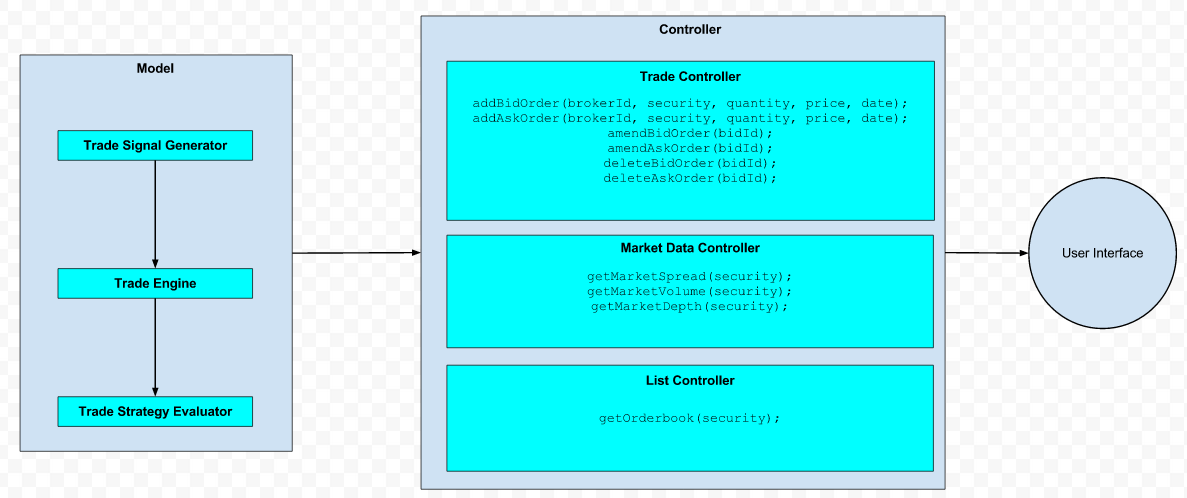 Model
Trade Signal Generator
Trade Engine
Trade Strategy Evaluator
Controller
Trade Controller
addBidOrder(brokerId, security, quantity, price, date);
addAskOrder(brokerId, security, quantity, price, date);
amendBidOrder(bidId);
amendAskOrder(bidId);
deleteBidOrder(bidId);
deleteAskOrder(bidId);
Market Data Controller
getMarketSpread(security);
getMarketVolume(security);
getMarketDepth(security);
List Controller
getOrderbook(security);
User Interface